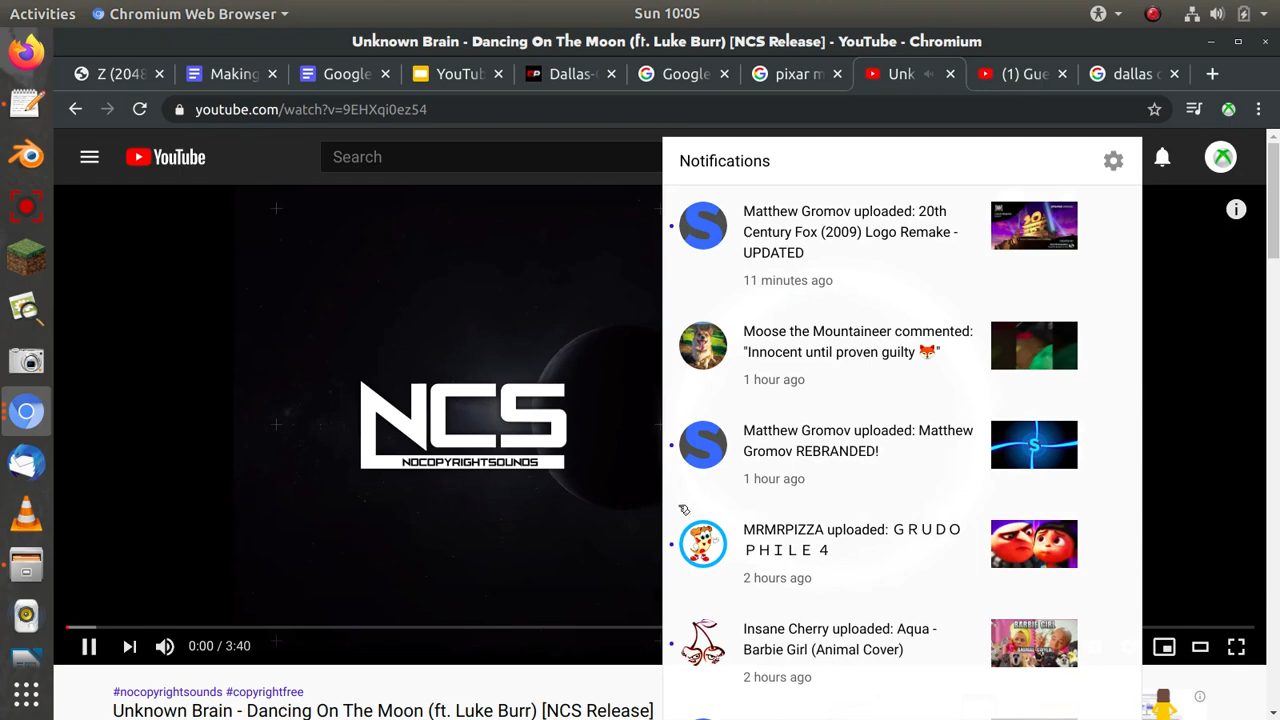 Activities
Chromium Web Browser
Sun 10:05
Unknown Brain - Dancing On The Moon (ft. Luke Burr) [NCS Release] - YouTube - Chromium
Z (2048
Making
Google
YouTub
Dallas-
Google
pixar m
Unk
(1) Gue
dallas
youtube.com/watch?v=9EHXqi0ez54
YouTube
Search
Notifications
Matthew Gromov uploaded: 20th
Century Fox (2009) Logo Remake -
UPDATED
11 minutes ago
Moose the Mountaineer commented:
"Innocent until proven guilty 🦊"
1 hour ago
Matthew Gromov uploaded: Matthew
Gromov REBRANDED!
1 hour ago
MRMRPIZZA uploaded: ＧＲＵＤＯ
ＰＨＩＬＥ ４
2 hours ago
Insane Cherry uploaded: Aqua -
Barbie Girl (Animal Cover)
2 hours ago
BARBIE GIRL
NCS
NOCOPYRIGHTSOUNDS
0:00 / 3:40
#nocopyrightsounds #copyrightfree
Unknown Brain - Dancing On The Moon (ft. Luke Burr) [NCS Release]